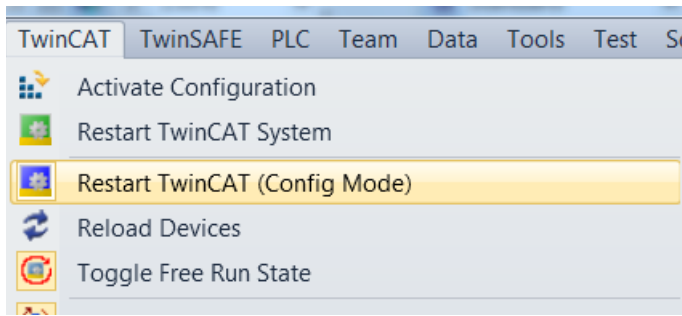 TwinCAT TwinSAFE PLC Team Data Tools Test
Activate Configuration
Restart TwinCAT System
Restart TwinCAT (Config Mode)
Reload Devices
Toggle Free Run State